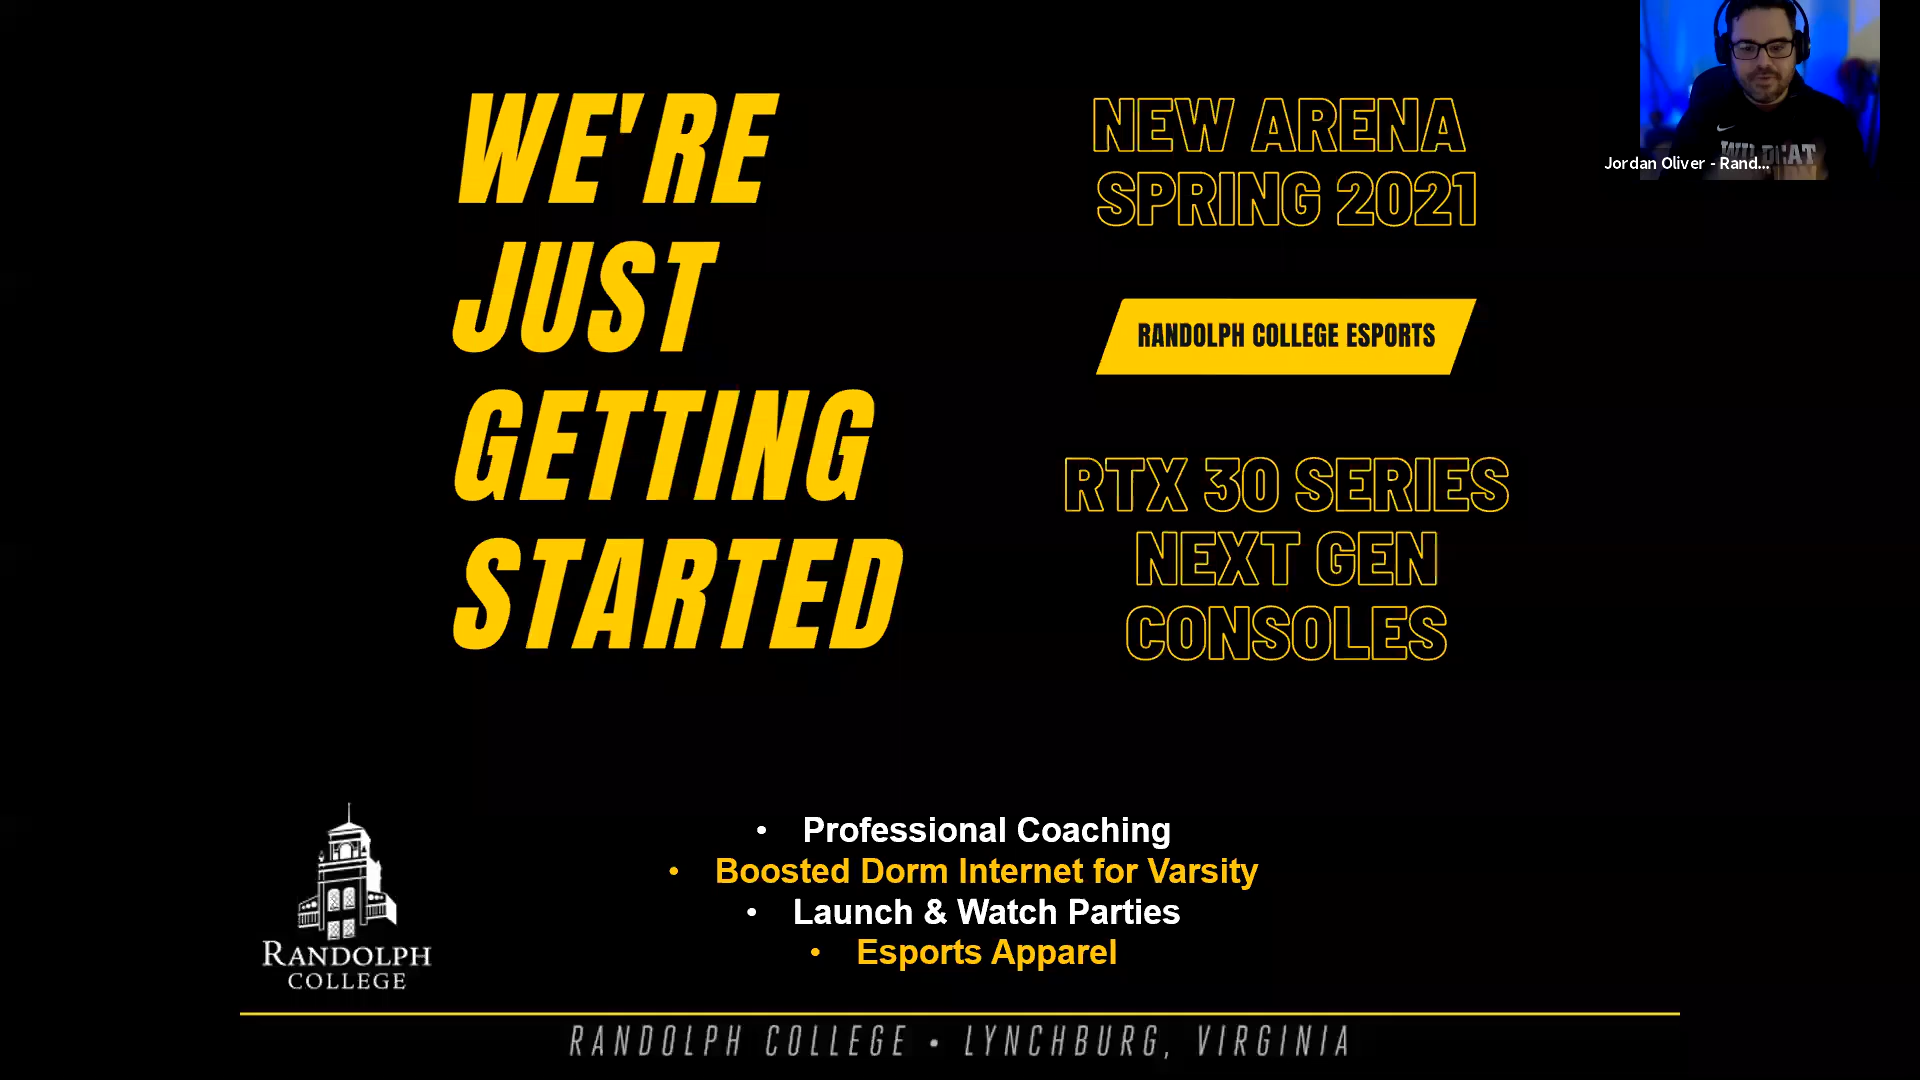 WE'RE
JUST
GETTING
STARTED
NEW ARENA
SPRING 2021
RANDOLPH COLLEGE ESPORTS
RTX 30 SERIES
NEXT GEN
CONSOLES
WILDCAT
Jordan Oliver - Rand...
• Professional Coaching
• Boosted Dorm Internet for Varsity
• Launch & Watch Parties
• Esports Apparel
RANDOLPH
COLLEGE
RANDOLPH COLLEGE • LYNCHBURG, VIRGINIA